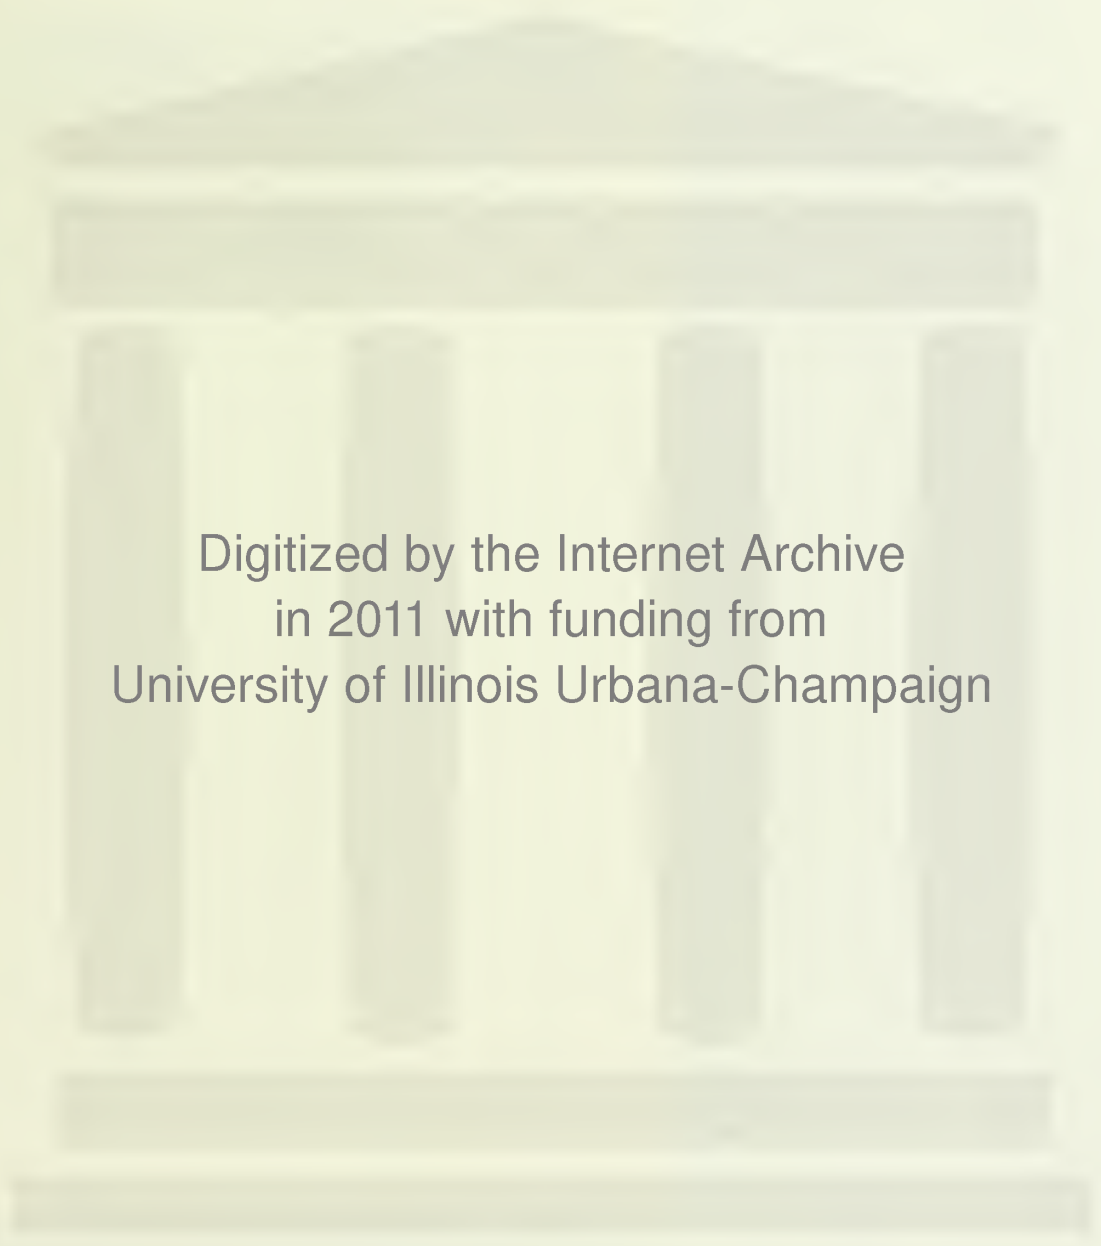 Digitized by the Internet Archive
in 2011 with funding from
University of Illinois Urbana-Champaign